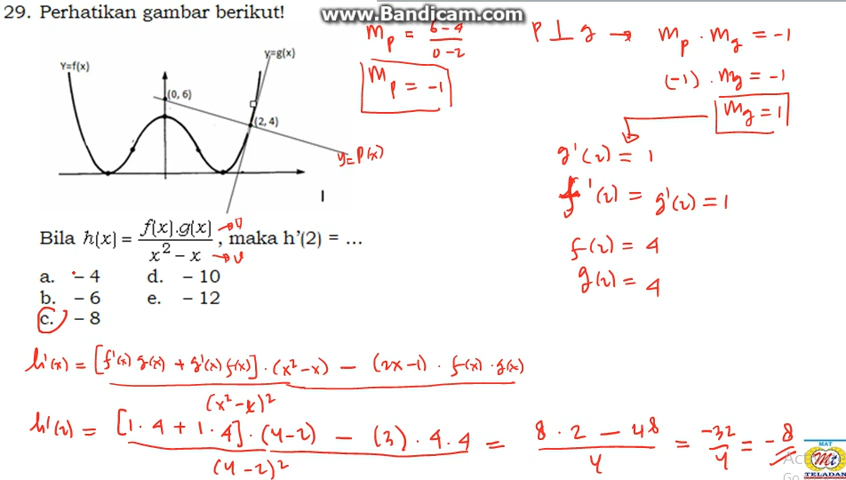 29. Perhatikan gambar berikut!
www.Bandicam.com
m_p = 6-4 / 0-2
m_p = -1
P ⊥ g → m_p . m_g = -1
(-1) . m_g = -1
m_g = 1
Y=f(x)
y=g(x)
(0, 6)
(2, 4)
y=P(x)
g'(2) = 1
f'(2) = g'(2) = 1
f(2) = 4
g(2) = 4
Bila h(x) = f(x).g(x) → U / x² – x → V , maka h'(2) = ...
a. – 4 d. – 10
b. – 6 e. – 12
c. – 8
h'(x) = [f'(x) g(x) + g'(x) f(x)] . (x² - x) - (2x-1) . f(x) . g(x) / (x² - x)²
h'(2) = [1 . 4 + 1 . 4] . (4-2) - (3) . 4 . 4 / (4-2)² = 8 . 2 - 48 / 4 = -32 / 4 = -8
MAT
Mt
TELADAN